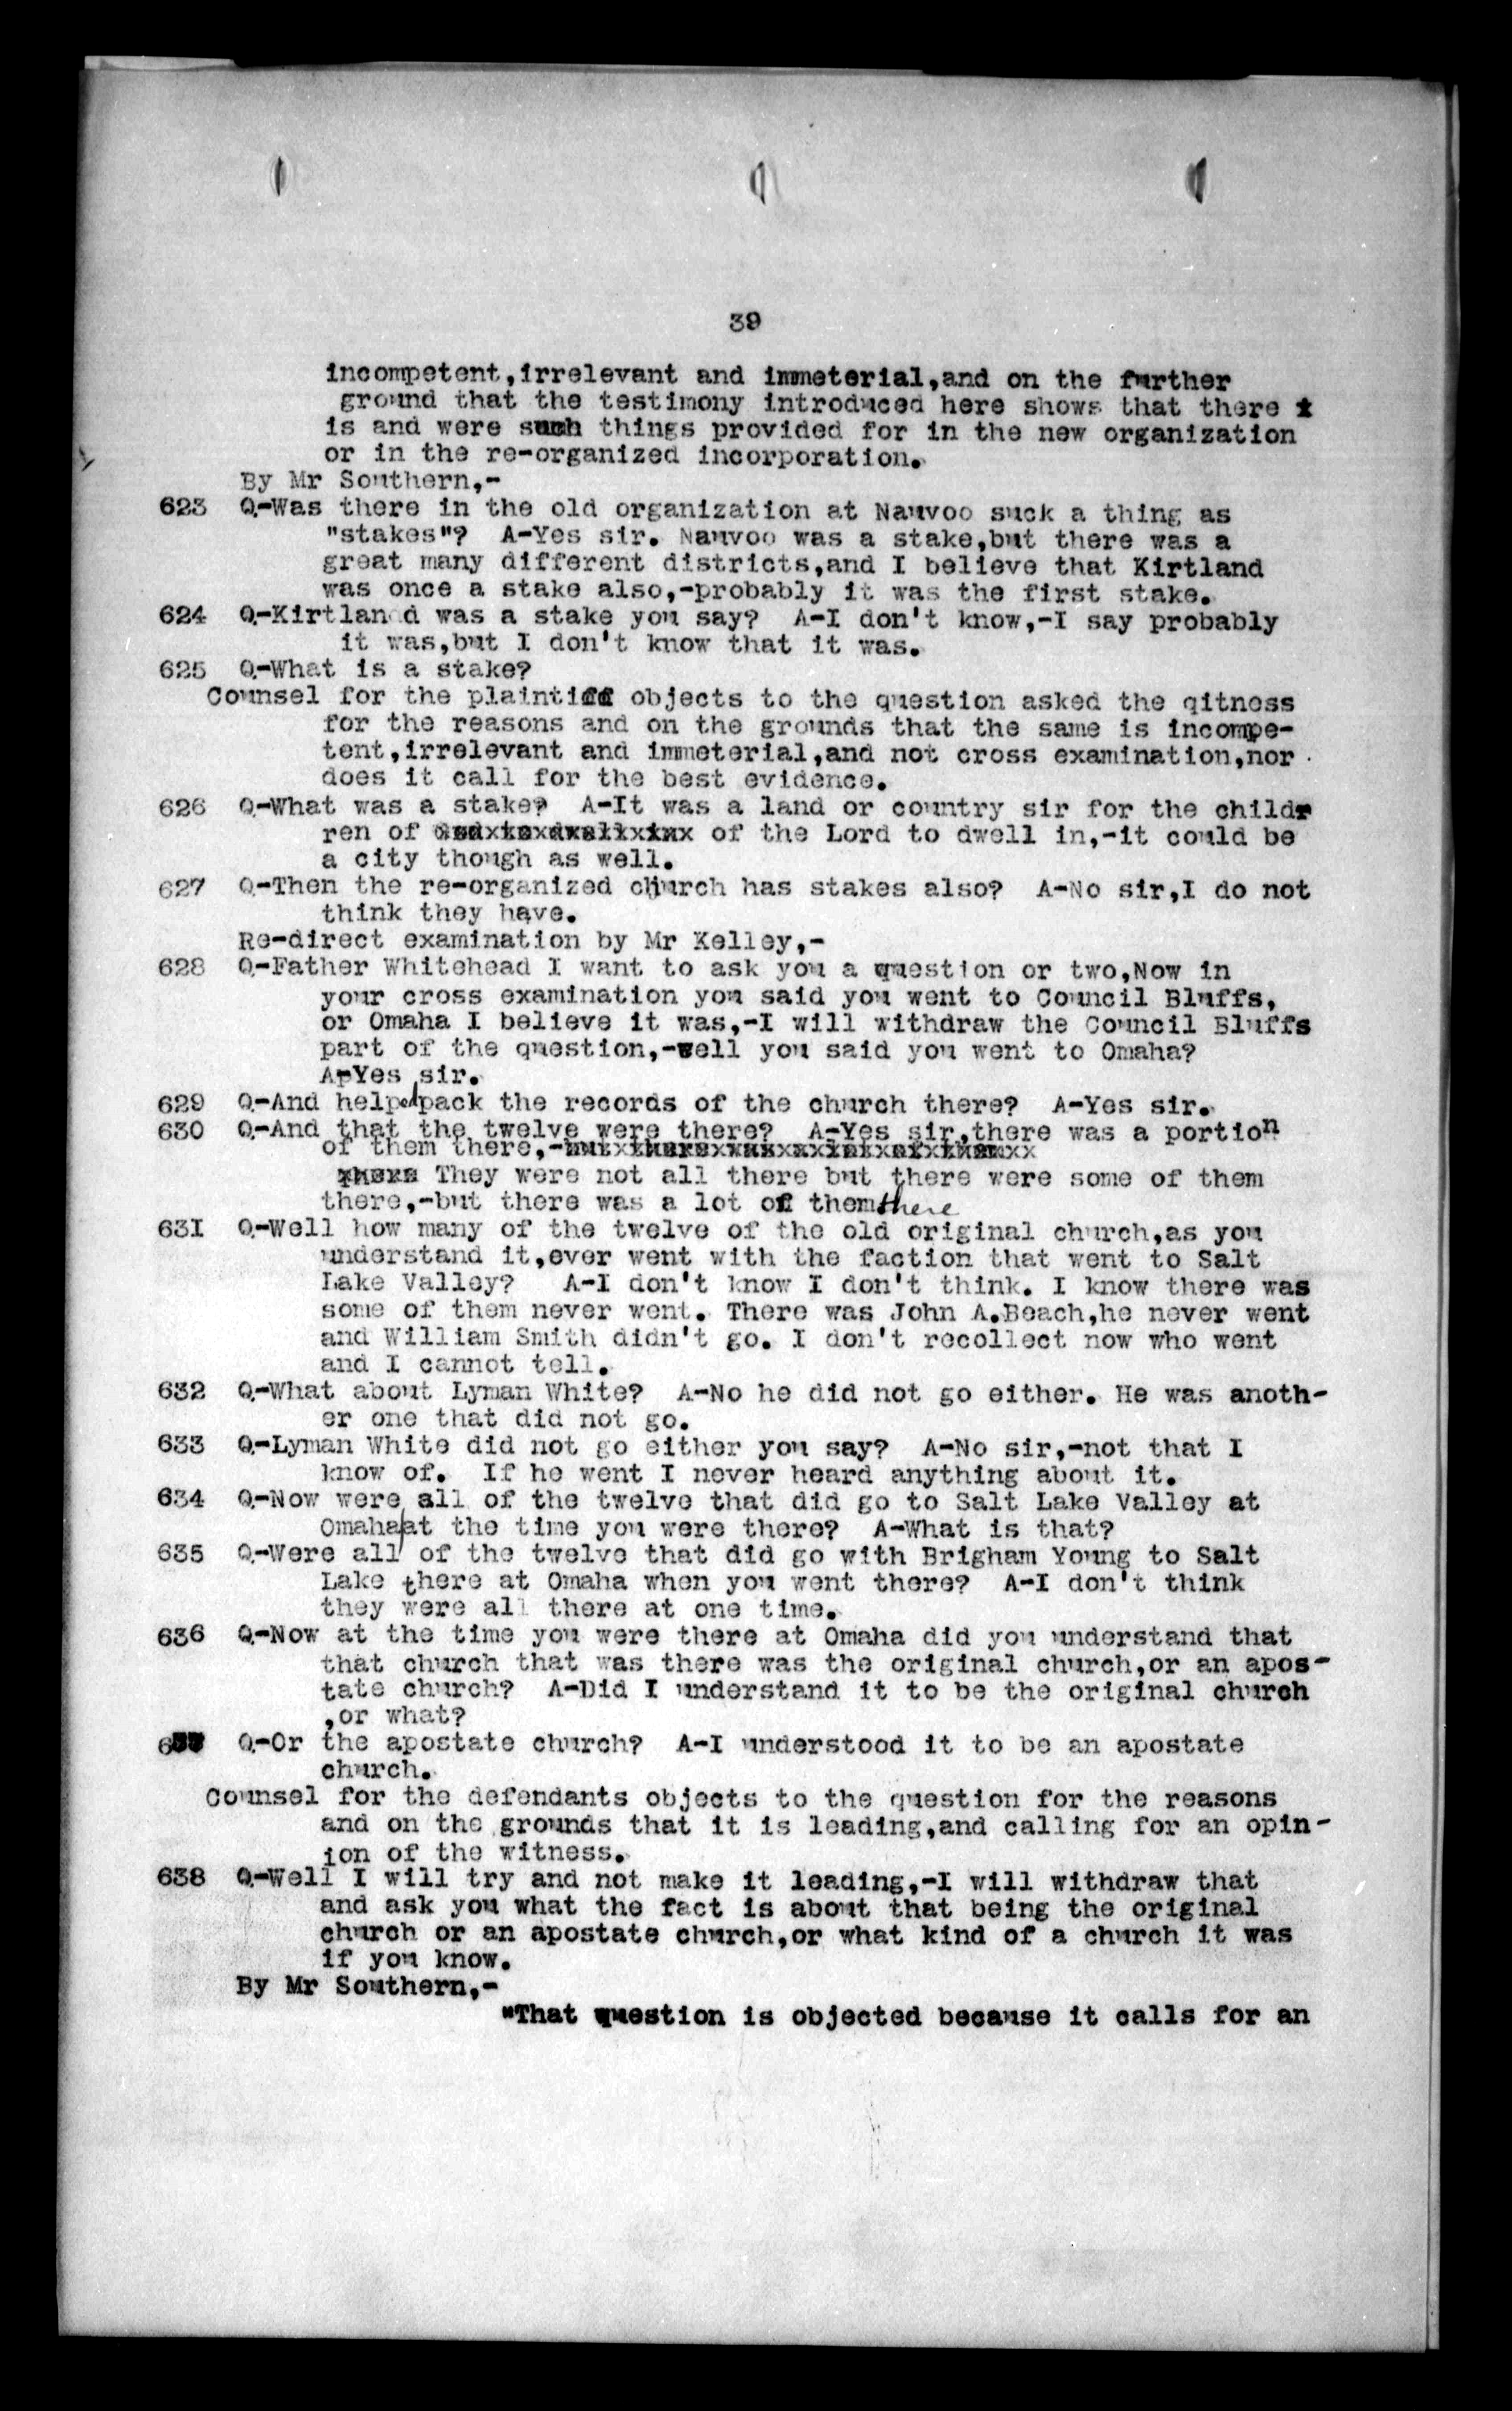 39
incompetent,irrelevant and immeterial,and on the further
ground that the testimony introduced here shows that there t
is and were such things provided for in the new organization
or in the re-organized incorporation.
By Mr Southern,-
623 Q-Was there in the old organization at Nauvoo suck a thing as
"stakes"? A-Yes sir. Nauvoo was a stake,but there was a
great many different districts,and I believe that Kirtland
was once a stake also,-probably it was the first stake.
624 Q-Kirtland was a stake you say? A-I don't know,-I say probably
it was,but I don't know that it was.
625 Q-What is a stake?
Counsel for the plaintiff objects to the question asked the qitness
for the reasons and on the grounds that the same is incompe-
tent,irrelevant and immeterial,and not cross examination,nor
does it call for the best evidence.
626 Q-What was a stake? A-It was a land or country sir for the childr
ren of of the Lord to dwell in,-it could be
a city though as well.
627 Q-Then the re-organized church has stakes also? A-No sir,I do not
think they have.
Re-direct examination by Mr Kelley,-
628 Q-Father Whitehead I want to ask you a question or two,Now in
your cross examination you said you went to Council Bluffs,
or Omaha I believe it was,-I will withdraw the Council Bluffs
part of the question,-well you said you went to Omaha?
A-Yes sir.
629 Q-And helped pack the records of the church there? A-Yes sir.
630 Q-And that the twelve were there? A-Yes sir,there was a portion
of them there,-
They were not all there but there were some of them
there,-but there was a lot of them there
631 Q-Well how many of the twelve of the old original church,as you
understand it,ever went with the faction that went to Salt
Lake Valley? A-I don't know I don't think. I know there was
some of them never went. There was John A.Beach,he never went
and William Smith didn't go. I don't recollect now who went
and I cannot tell.
632 Q-What about Lyman White? A-No he did not go either. He was anoth-
er one that did not go.
633 Q-Lyman White did not go either you say? A-No sir,-not that I
know of. If he went I never heard anything about it.
634 Q-Now were all of the twelve that did go to Salt Lake Valley at
Omaha at the time you were there? A-What is that?
635 Q-Were all of the twelve that did go with Brigham Young to Salt
Lake there at Omaha when you went there? A-I don't think
they were all there at one time.
636 Q-Now at the time you were there at Omaha did you understand that
that church that was there was the original church,or an apos-
tate church? A-Did I understand it to be the original church
,or what?
637 Q-Or the apostate church? A-I understood it to be an apostate
church.
Counsel for the defendants objects to the question for the reasons
and on the grounds that it is leading,and calling for an opin-
ion of the witness.
638 Q-Well I will try and not make it leading,-I will withdraw that
and ask you what the fact is about that being the original
church or an apostate church,or what kind of a church it was
if you know.
By Mr Southern,-
"That question is objected because it calls for an